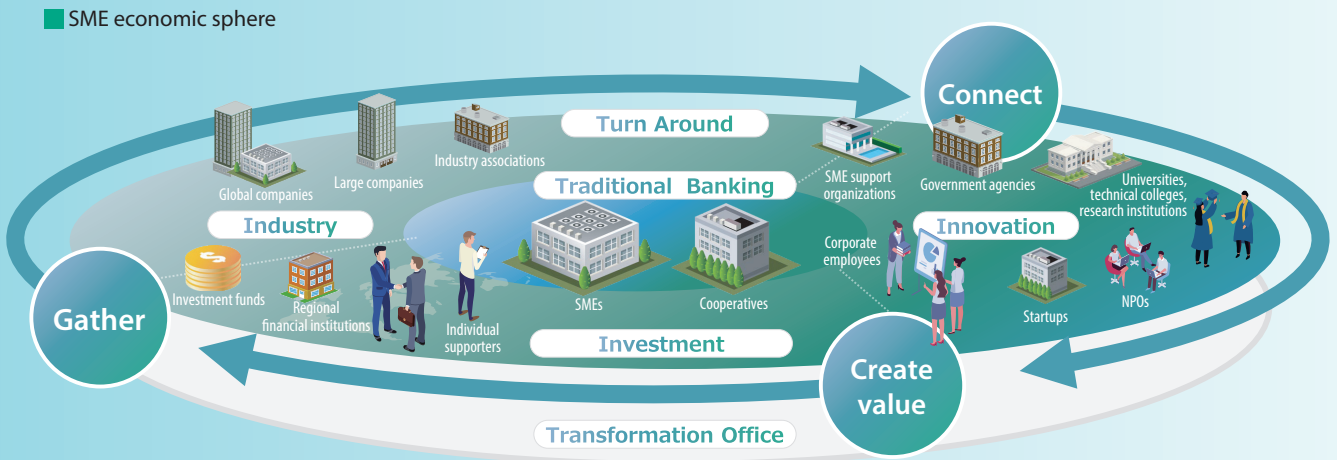 SME economic sphere
Connect
Turn Around
Industry associations
Large companies
Global companies
SME support
organizations
Government agencies
Universities,
technical colleges,
research institutions
Traditional Banking
Industry
Innovation
Corporate
employees
Investment funds
Regional
financial institutions
Individual
supporters
SMEs
Cooperatives
Startups
NPOs
Gather
Investment
Create
value
Transformation Office